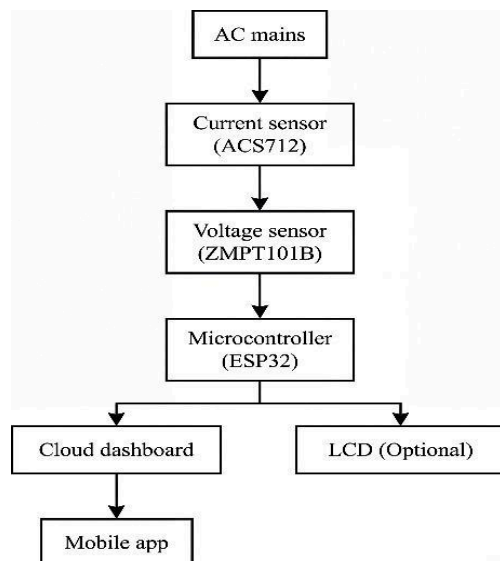 AC mains
Current sensor
(ACS712)
Voltage sensor
(ZMPT101B)
Microcontroller
(ESP32)
Cloud dashboard
LCD (Optional)
Mobile app